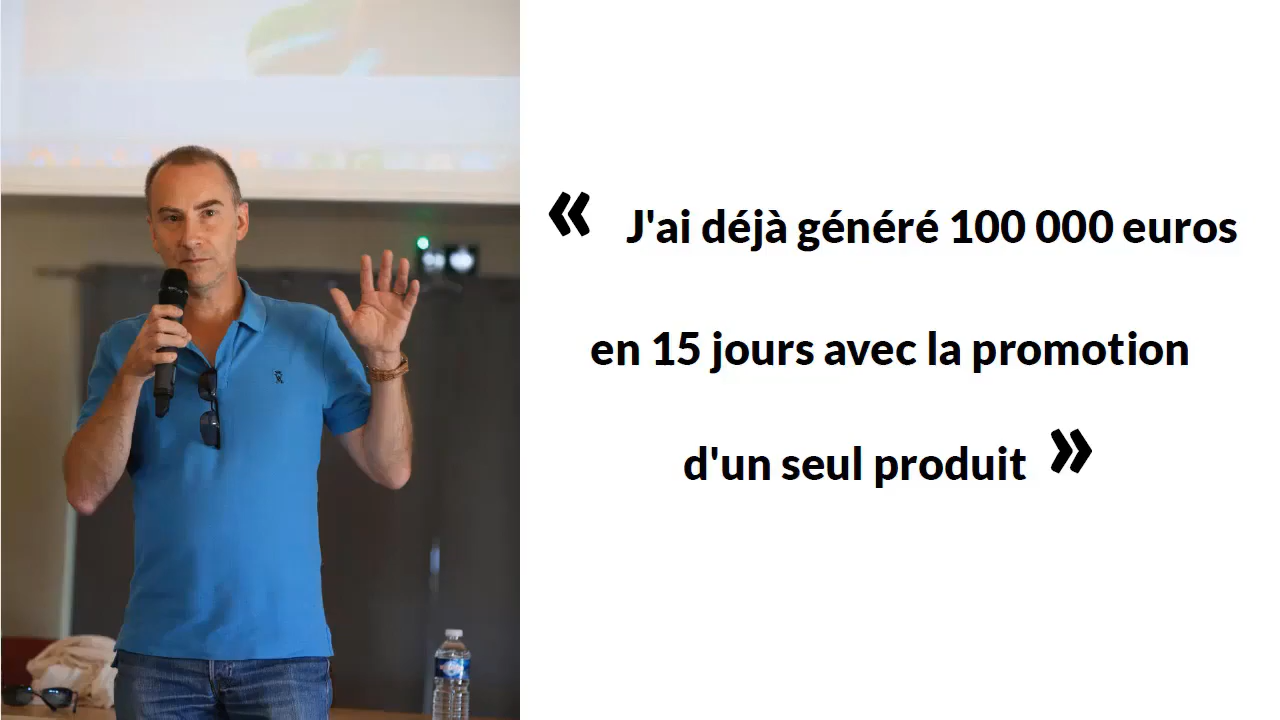 « J'ai déjà généré 100 000 euros
en 15 jours avec la promotion
d'un seul produit »